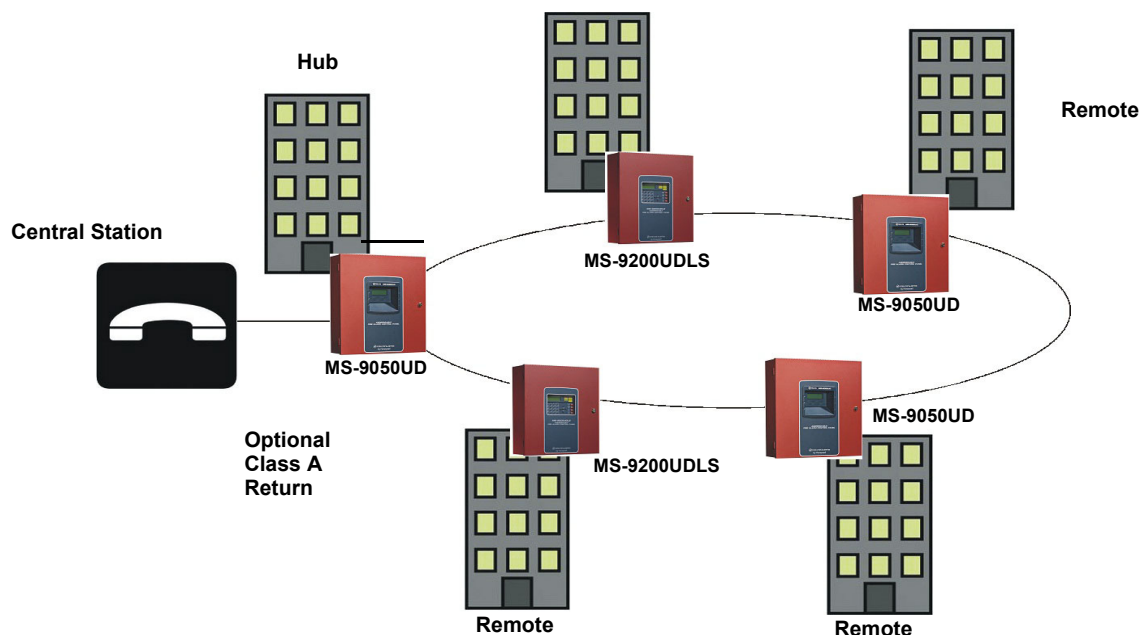 Hub
Remote
Central Station
MS-9200UDLS
MS-9050UD
MS-9050UD
MS-9050UD
Optional
Class A
Return
MS-9200UDLS
Remote
Remote